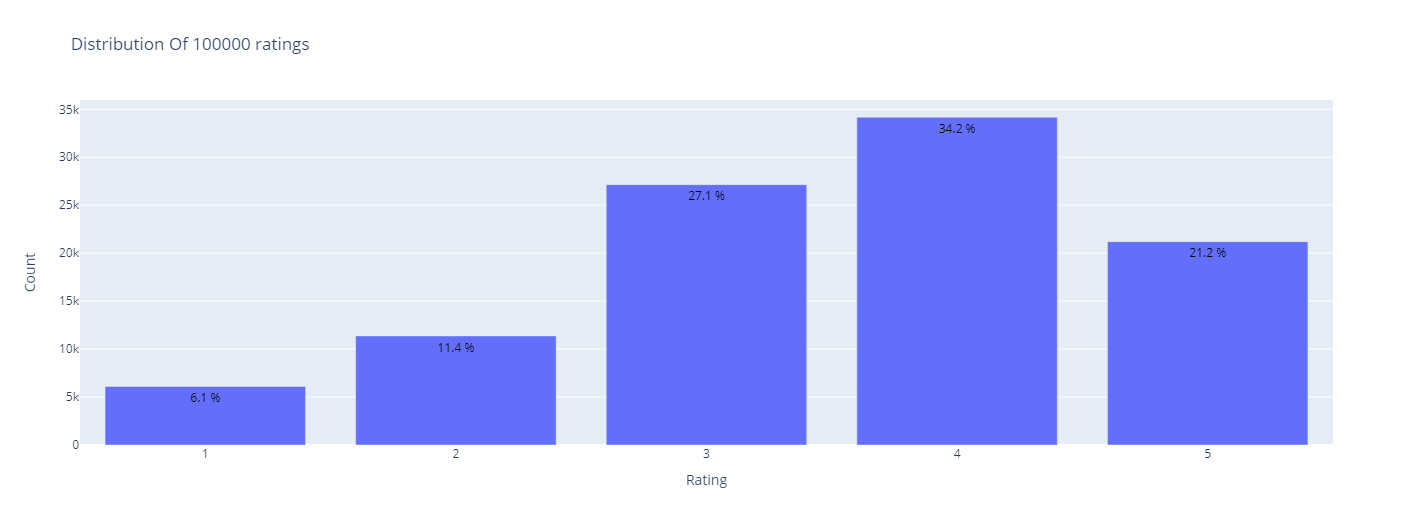 Distribution Of 100000 ratings
35k
30k
25k
20k
15k
10k
5k
0
Count
6.1 %
11.4 %
27.1 %
34.2 %
21.2 %
1 2 3 4 5
Rating